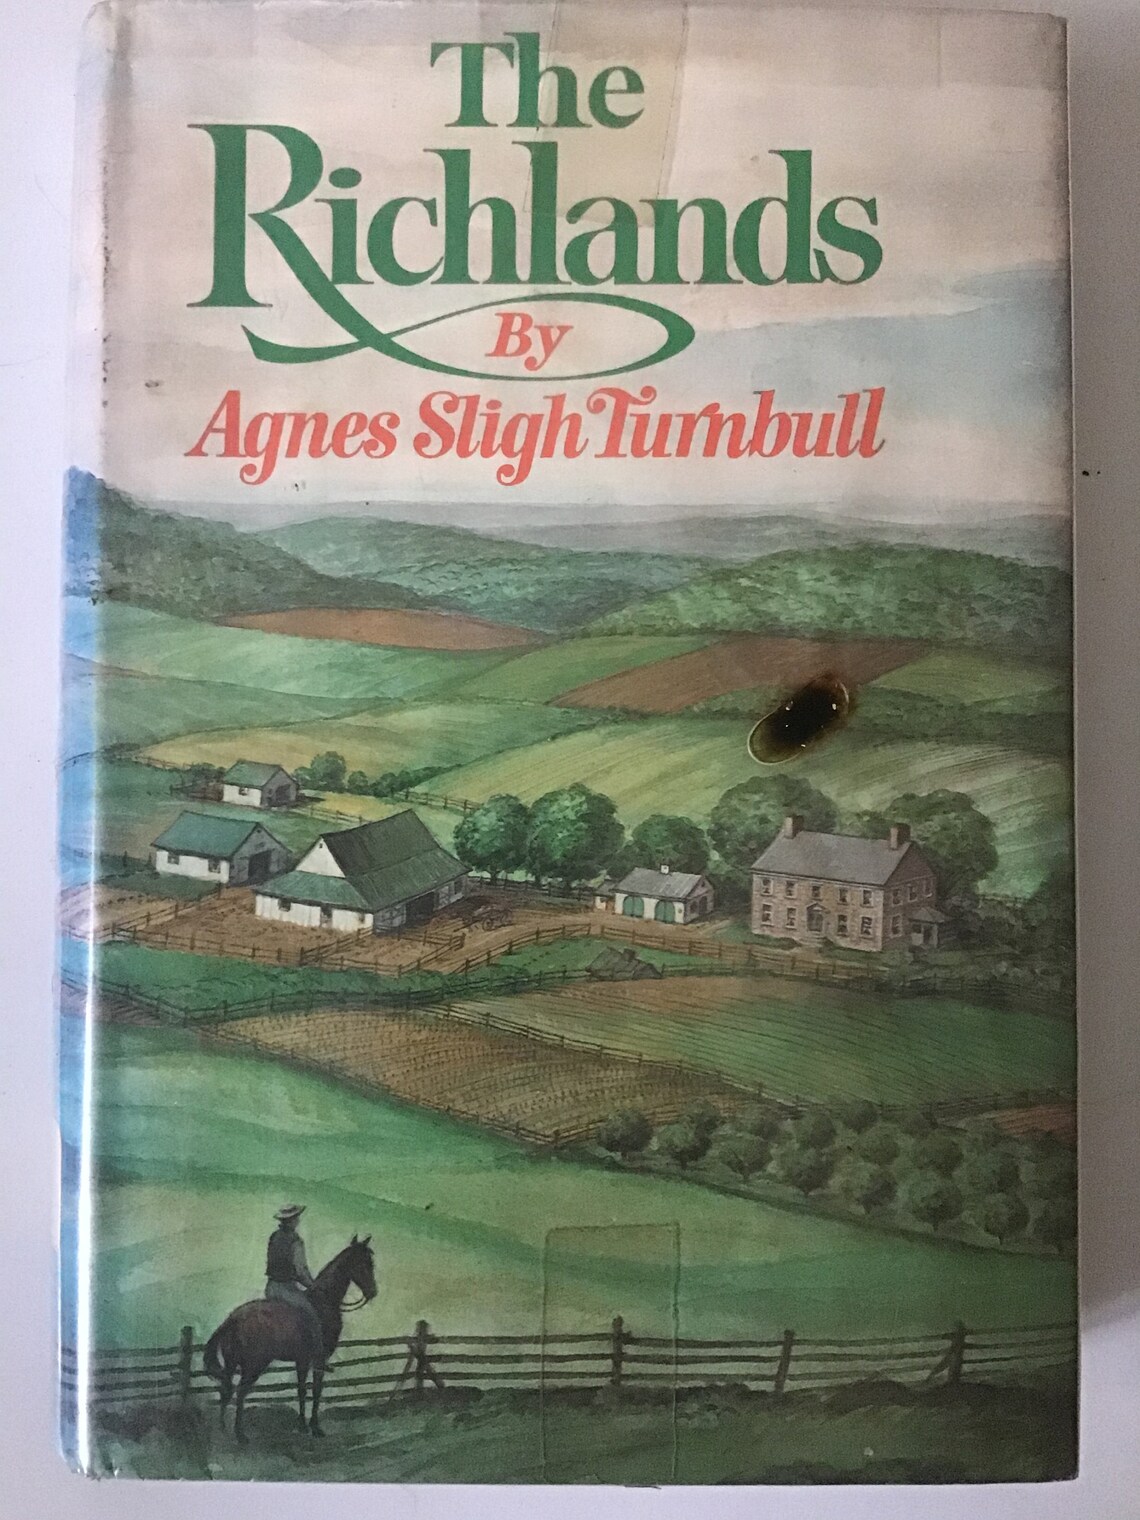 The
Richlands
By
Agnes Sligh Turnbull